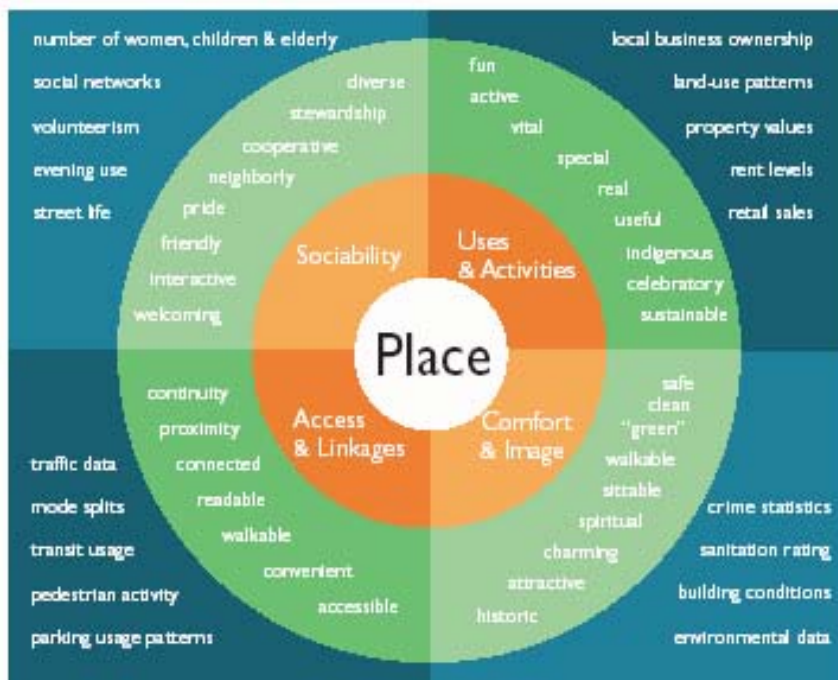 number of women, children & elderly
social networks
volunteerism
evening use
street life
diverse
stewardship
cooperative
neighborly
pride
friendly
interactive
welcoming
Sociability
fun
active
vital
special
real
useful
indigenous
celebratory
sustainable
Uses
& Activities
local business ownership
land-use patterns
property values
rent levels
retail sales
Place
continuity
proximity
connected
readable
walkable
convenient
accessible
Access
& Linkages
traffic data
mode splits
transit usage
pedestrian activity
parking usage patterns
Comfort
& Image
safe
clean
"green"
walkable
sittable
spiritual
charming
attractive
historic
crime statistics
sanitation rating
building conditions
environmental data